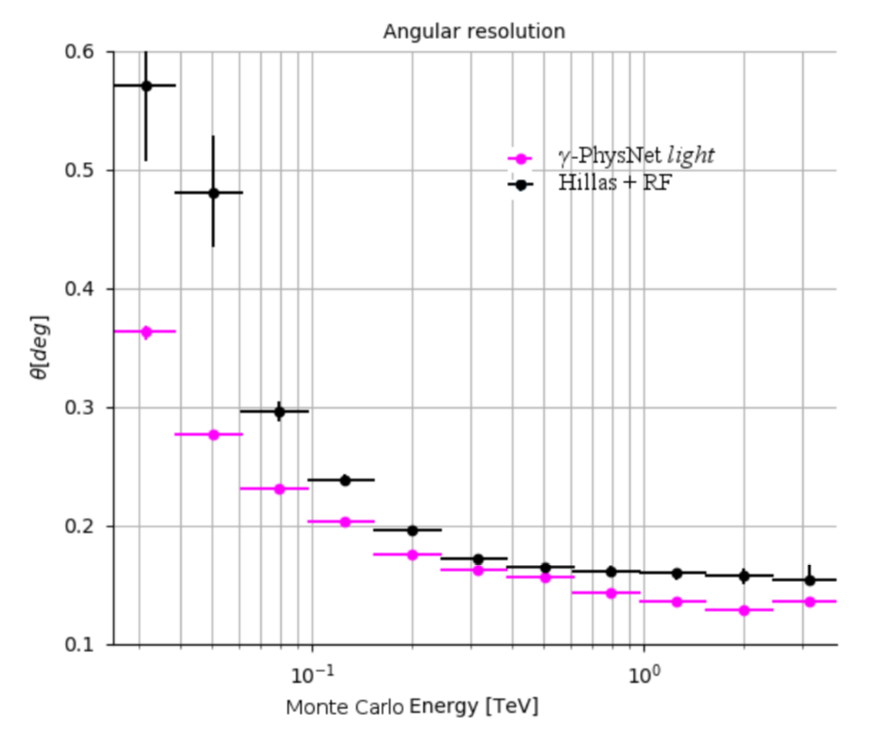 Angular resolution
0.6
0.5
0.4
0.3
0.2
0.1
θ[deg]
γ-PhysNet light
Hillas + RF
10⁻¹
10⁰
Monte Carlo Energy [TeV]